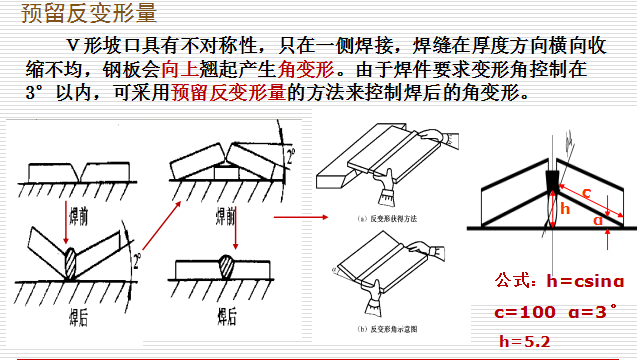 预留反变形量
V形坡口具有不对称性，只在一侧焊接，焊缝在厚度方向横向收
缩不均，钢板会向上翘起产生角变形。由于焊件要求变形角控制在
3°以内，可采用预留反变形量的方法来控制焊后的角变形。
焊前
2°
焊后
2°
焊前
焊后
(a) 反变形获得方法
α
(b) 反变形角示意图
c
h
α
公式：h=csinα
c=100 α=3°
h=5.2